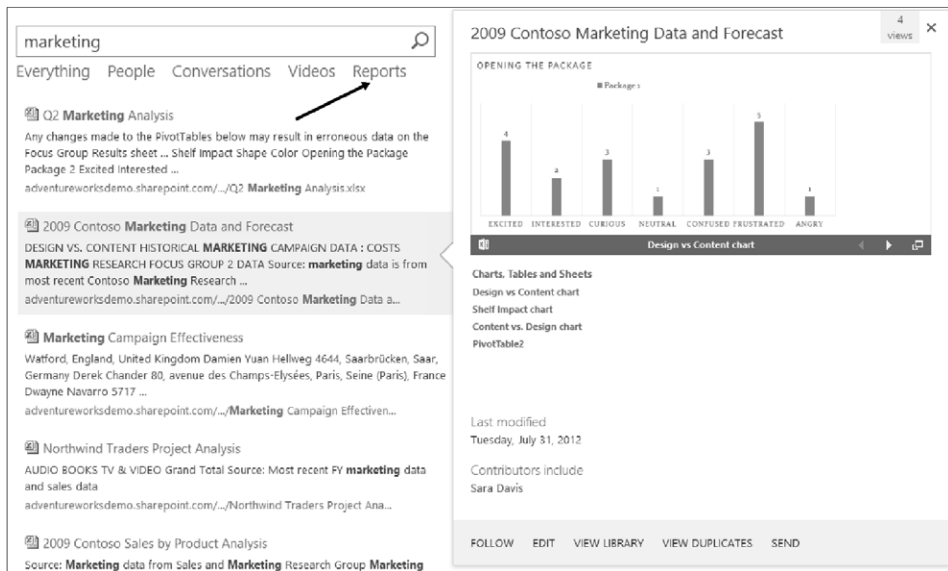 marketing
Everything People Conversations Videos Reports
Q2 Marketing Analysis
Any changes made to the PivotTables below may result in erroneous data on the
Focus Group Results sheet ... Shelf Impact Shape Color Opening the Package
Package 2 Excited Interested ...
adventureworksdemo.sharepoint.com/.../Q2 Marketing Analysis.xlsx
2009 Contoso Marketing Data and Forecast
DESIGN VS. CONTENT HISTORICAL MARKETING CAMPAIGN DATA : COSTS
MARKETING RESEARCH FOCUS GROUP 2 DATA Source: marketing data is from
most recent Contoso Marketing Research ...
adventureworksdemo.sharepoint.com/.../2009 Contoso Marketing Data a...
Marketing Campaign Effectiveness
Watford, England, United Kingdom Damien Yuan Hellweg 4644, Saarbrücken, Saar,
Germany Derek Chander 80, avenue des Champs-Elysées, Paris, Seine (Paris), France
Dwayne Navarro 5717 ...
adventureworksdemo.sharepoint.com/.../Marketing Campaign Effectiven...
Northwind Traders Project Analysis
AUDIO BOOKS TV & VIDEO Grand Total Source: Most recent FY marketing data
and sales data
adventureworksdemo.sharepoint.com/.../Northwind Traders Project Ana...
2009 Contoso Sales by Product Analysis
Source: Marketing data from Sales and Marketing Research Group Marketing
2009 Contoso Marketing Data and Forecast
4
views
OPENING THE PACKAGE
Package 1
4 2 3 1 3 5 1
EXCITED INTERESTED CURIOUS NEUTRAL CONFUSED FRUSTRATED ANGRY
Design vs Content chart
Charts, Tables and Sheets
Design vs Content chart
Shelf Impact chart
Content vs. Design chart
PivotTable2
Last modified
Tuesday, July 31, 2012
Contributors include
Sara Davis
FOLLOW EDIT VIEW LIBRARY VIEW DUPLICATES SEND